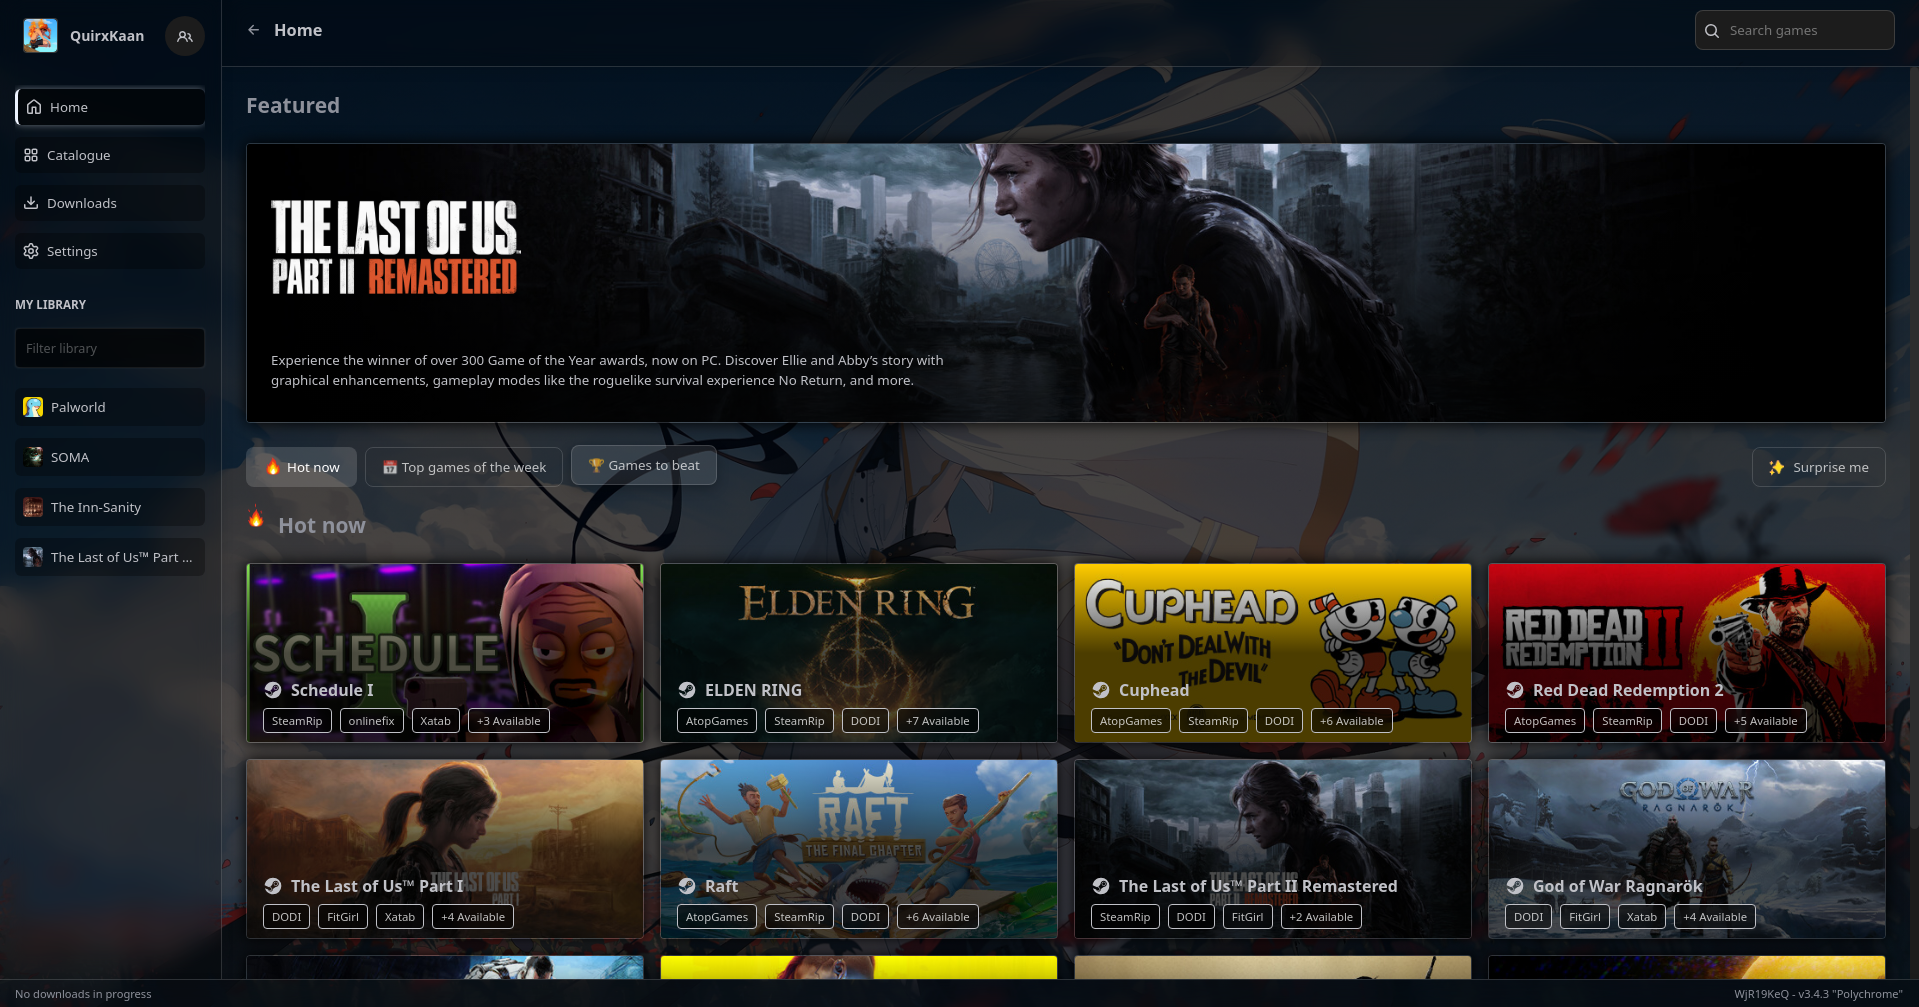 QuirxKaan
Home
Catalogue
Downloads
Settings
MY LIBRARY
Filter library
Palworld
SOMA
The Inn-Sanity
The Last of Us™ Part ...
Home
Search games
Featured
THE LAST OF US
PART II REMASTERED
Experience the winner of over 300 Game of the Year awards, now on PC. Discover Ellie and Abby’s story with
graphical enhancements, gameplay modes like the roguelike survival experience No Return, and more.
Hot now
Top games of the week
Games to beat
Surprise me
Hot now
SCHEDULE I
Schedule I
SteamRip onlinefix Xatab +3 Available
ELDEN RING
ELDEN RING
AtopGames SteamRip DODI +7 Available
CUPHEAD
"DON'T DEAL WITH
THE DEVIL"
Cuphead
AtopGames SteamRip DODI +6 Available
RED DEAD
REDEMPTION II
Red Dead Redemption 2
AtopGames SteamRip DODI +5 Available
THE LAST OF US
PART I
The Last of Us™ Part I
DODI FitGirl Xatab +4 Available
RAFT
THE FINAL CHAPTER
Raft
AtopGames SteamRip DODI +6 Available
THE LAST OF US
The Last of Us™ Part II Remastered
SteamRip DODI FitGirl +2 Available
GOD OF WAR
RAGNARÖK
God of War Ragnarök
DODI FitGirl Xatab +4 Available
No downloads in progress
WjR19KeQ - v3.4.3 "Polychrome"